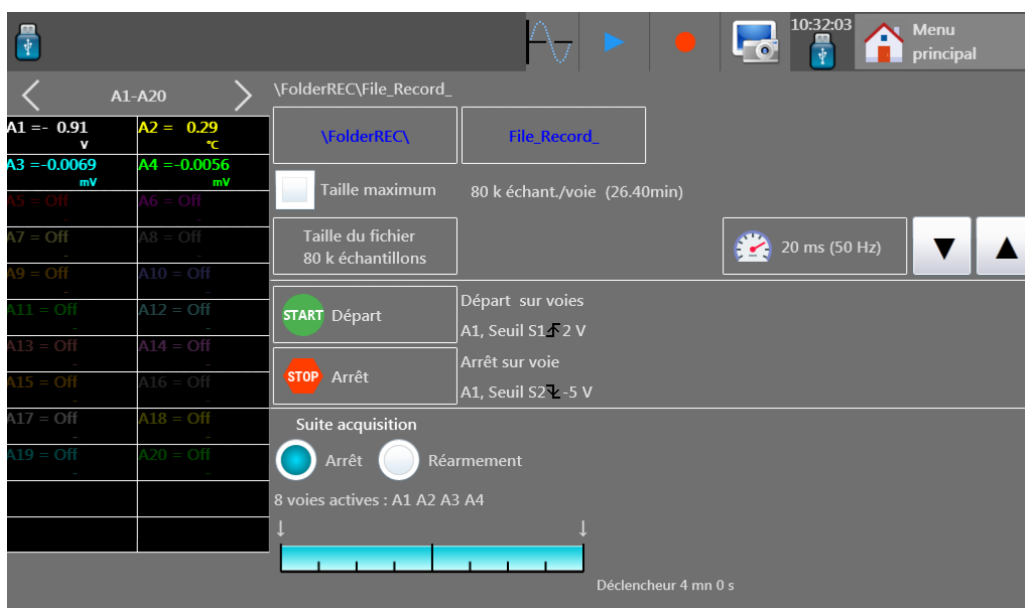 10:32:03
Menu
principal
A1-A20
\FolderREC\File_Record_
A1 =- 0.91
V
A2 = 0.29
°C
A3 =-0.0069
mV
A4 =-0.0056
mV
A5 = Off
A6 = Off
A7 = Off
A8 = Off
A9 = Off
A10 = Off
A11 = Off
A12 = Off
A13 = Off
A14 = Off
A15 = Off
A16 = Off
A17 = Off
A18 = Off
A19 = Off
A20 = Off
\FolderREC\
File_Record_
Taille maximum
80 k échant./voie (26.40min)
Taille du fichier
80 k échantillons
20 ms (50 Hz)
START Départ
Départ sur voies
A1, Seuil S1 2 V
STOP Arrêt
Arrêt sur voie
A1, Seuil S2 -5 V
Suite acquisition
Arrêt
Réarmement
8 voies actives : A1 A2 A3 A4
Déclencheur 4 mn 0 s